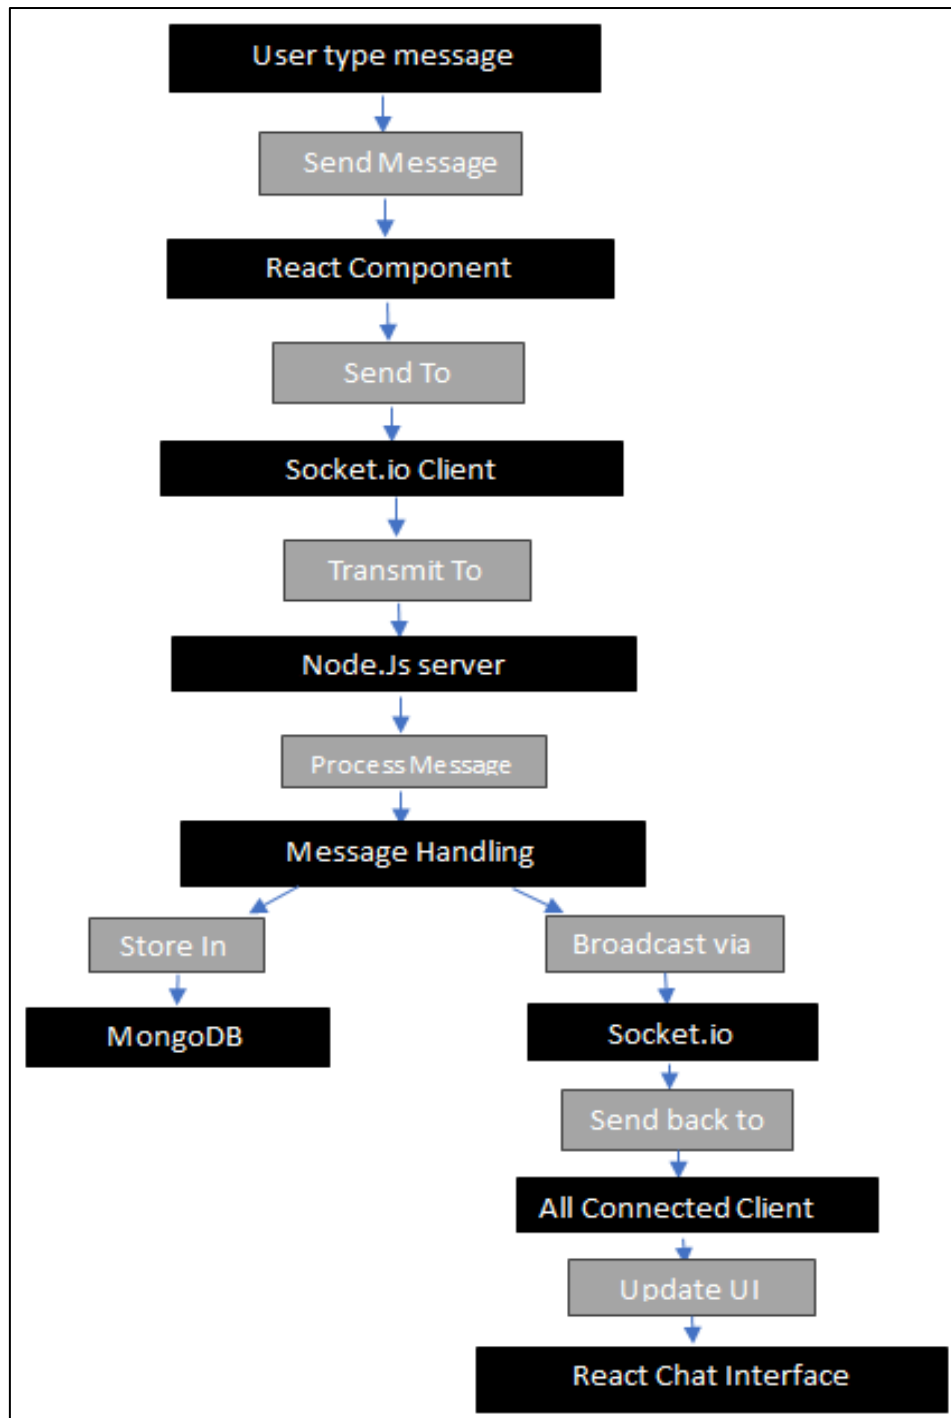 User type message
Send Message
React Component
Send To
Socket.io Client
Transmit To
Node.Js server
Process Message
Message Handling
Store In
Broadcast via
MongoDB
Socket.io
Send back to
All Connected Client
Update UI
React Chat Interface